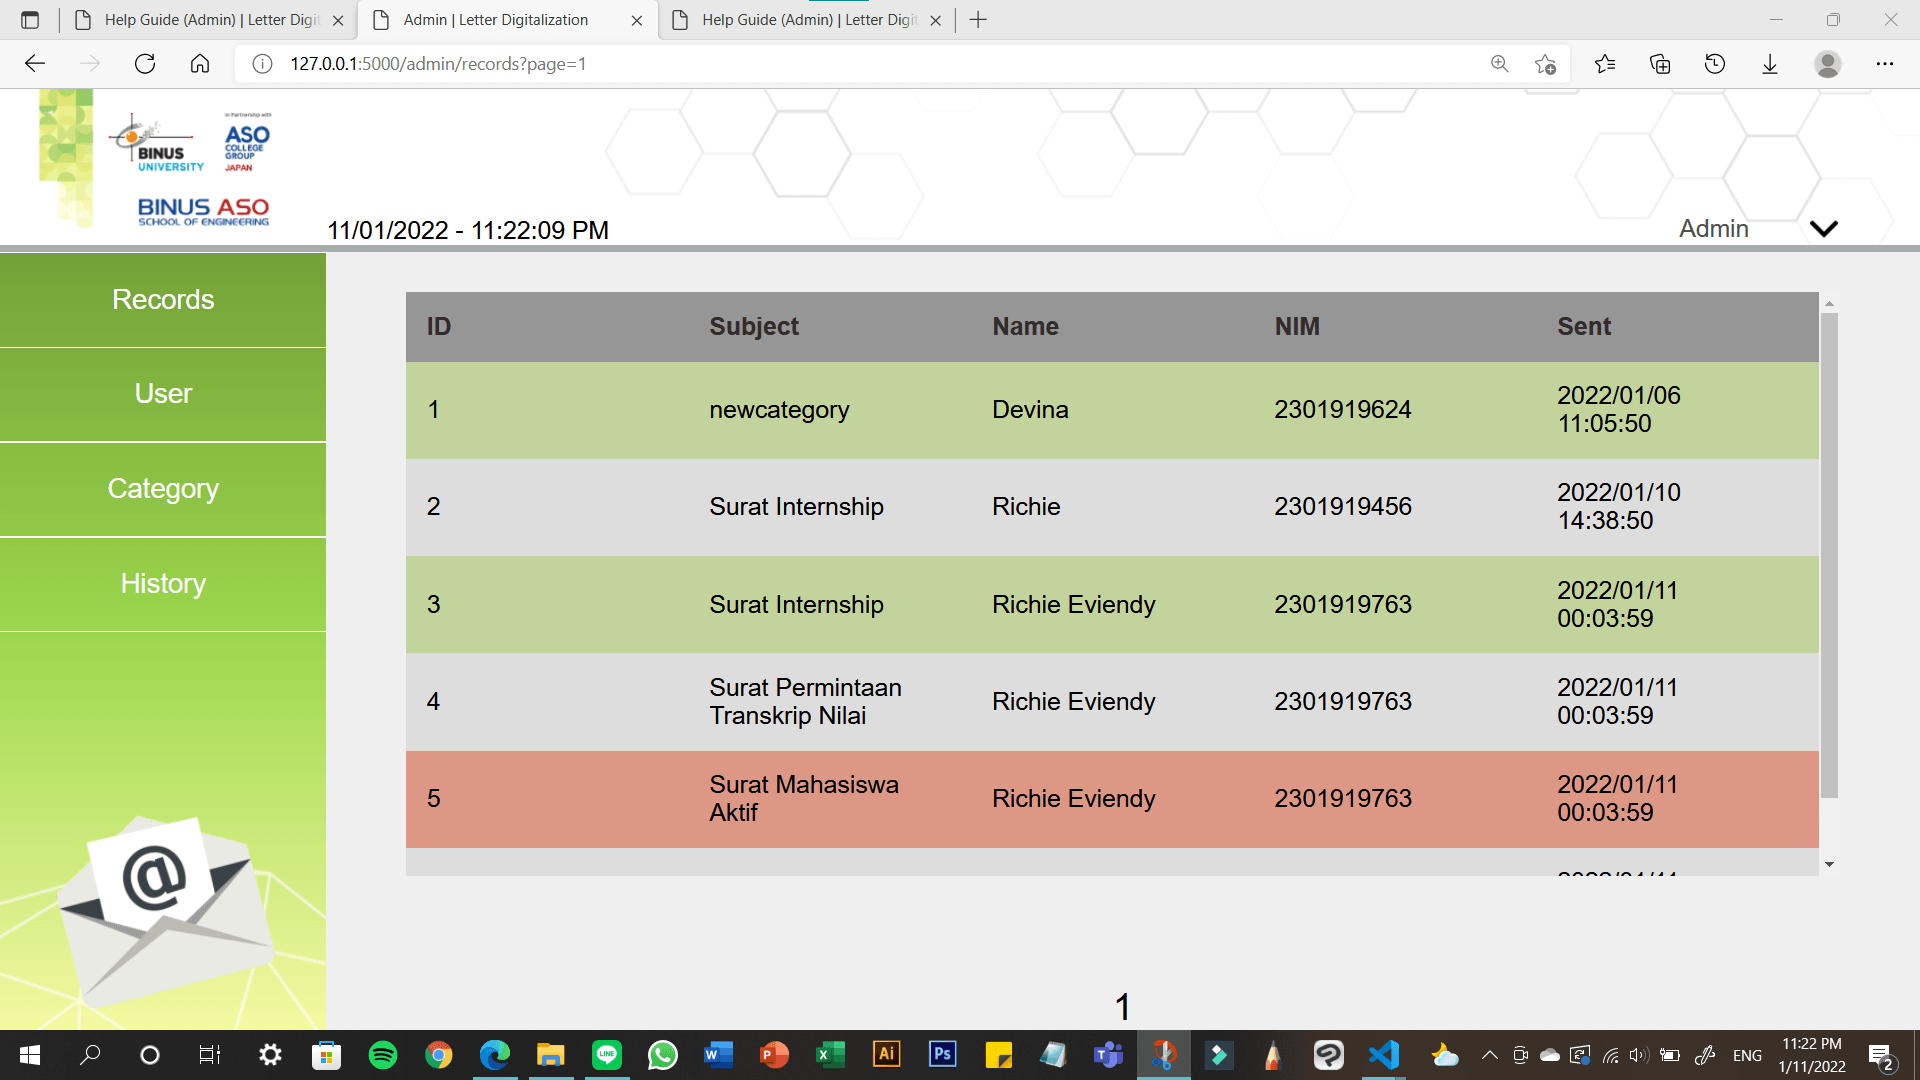 Help Guide (Admin) | Letter Digit
Admin | Letter Digitalization
Help Guide (Admin) | Letter Digit
127.0.0.1:5000/admin/records?page=1
In Partnership with
BINUS
UNIVERSITY
ASO
COLLEGE
GROUP
JAPAN
BINUS ASO
SCHOOL OF ENGINEERING
11/01/2022 - 11:22:09 PM
Admin
Records
User
Category
History
ID Subject Name NIM Sent
1 newcategory Devina 2301919624 2022/01/06
11:05:50
2 Surat Internship Richie 2301919456 2022/01/10
14:38:50
3 Surat Internship Richie Eviendy 2301919763 2022/01/11
00:03:59
4 Surat Permintaan
Transkrip Nilai Richie Eviendy 2301919763 2022/01/11
00:03:59
5 Surat Mahasiswa
Aktif Richie Eviendy 2301919763 2022/01/11
00:03:59
@
1
LINE
W
P
X
Ai
Ps
T
ENG
11:22 PM
1/11/2022
2